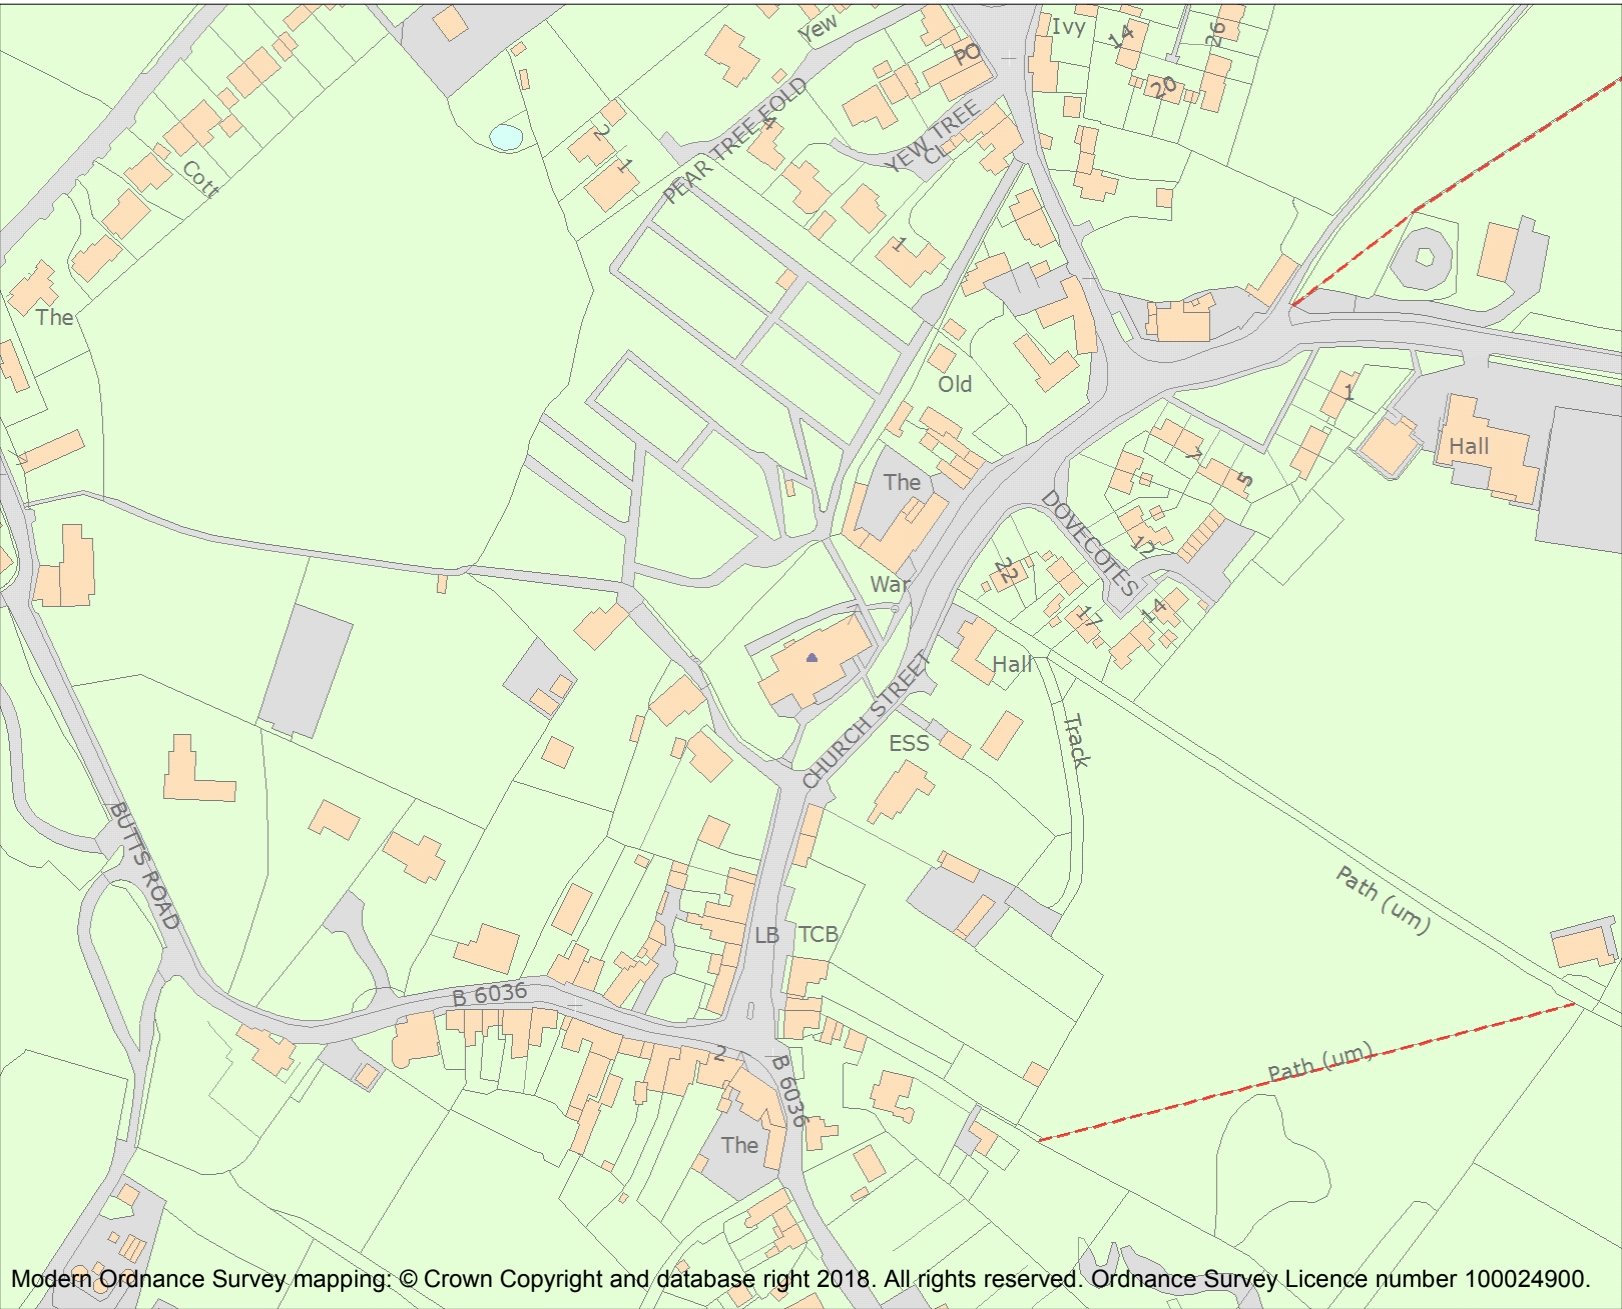 Yew
Ivy
14
26
PO
20
2
1
PEAR TREE FOLD
4
YEW TREE
CL
Cott
1
The
Old
1
Hall
7
5
The
DOVECOTES
12
22
War
14
17
Hall
CHURCH STREET
Track
ESS
BUTTS ROAD
Path (um)
LB
TCB
B 6036
2
B 6036
Path (um)
The
Modern Ordnance Survey mapping: © Crown Copyright and database right 2018. All rights reserved. Ordnance Survey Licence number 100024900.